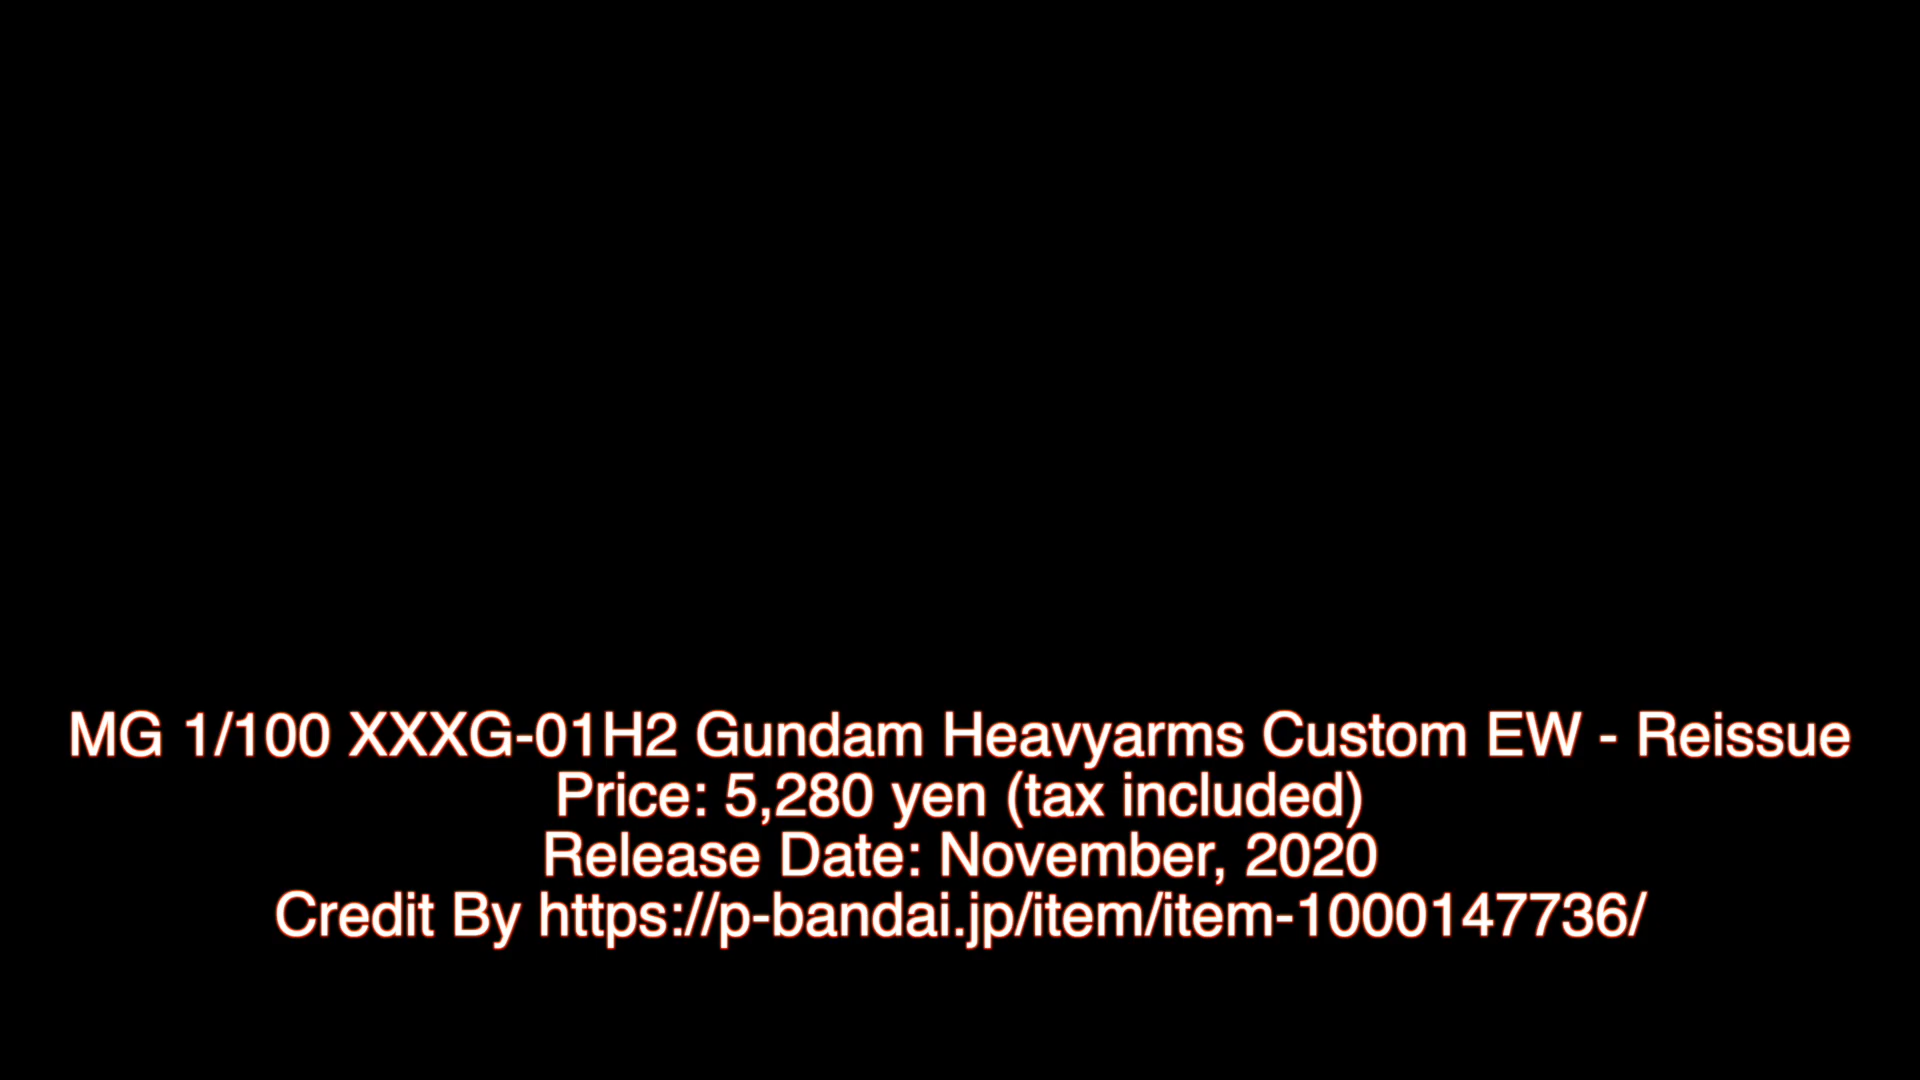 MG 1/100 XXXG-01H2 Gundam Heavyarms Custom EW - Reissue
Price: 5,280 yen (tax included)
Release Date: November, 2020
Credit By https://p-bandai.jp/item/item-1000147736/